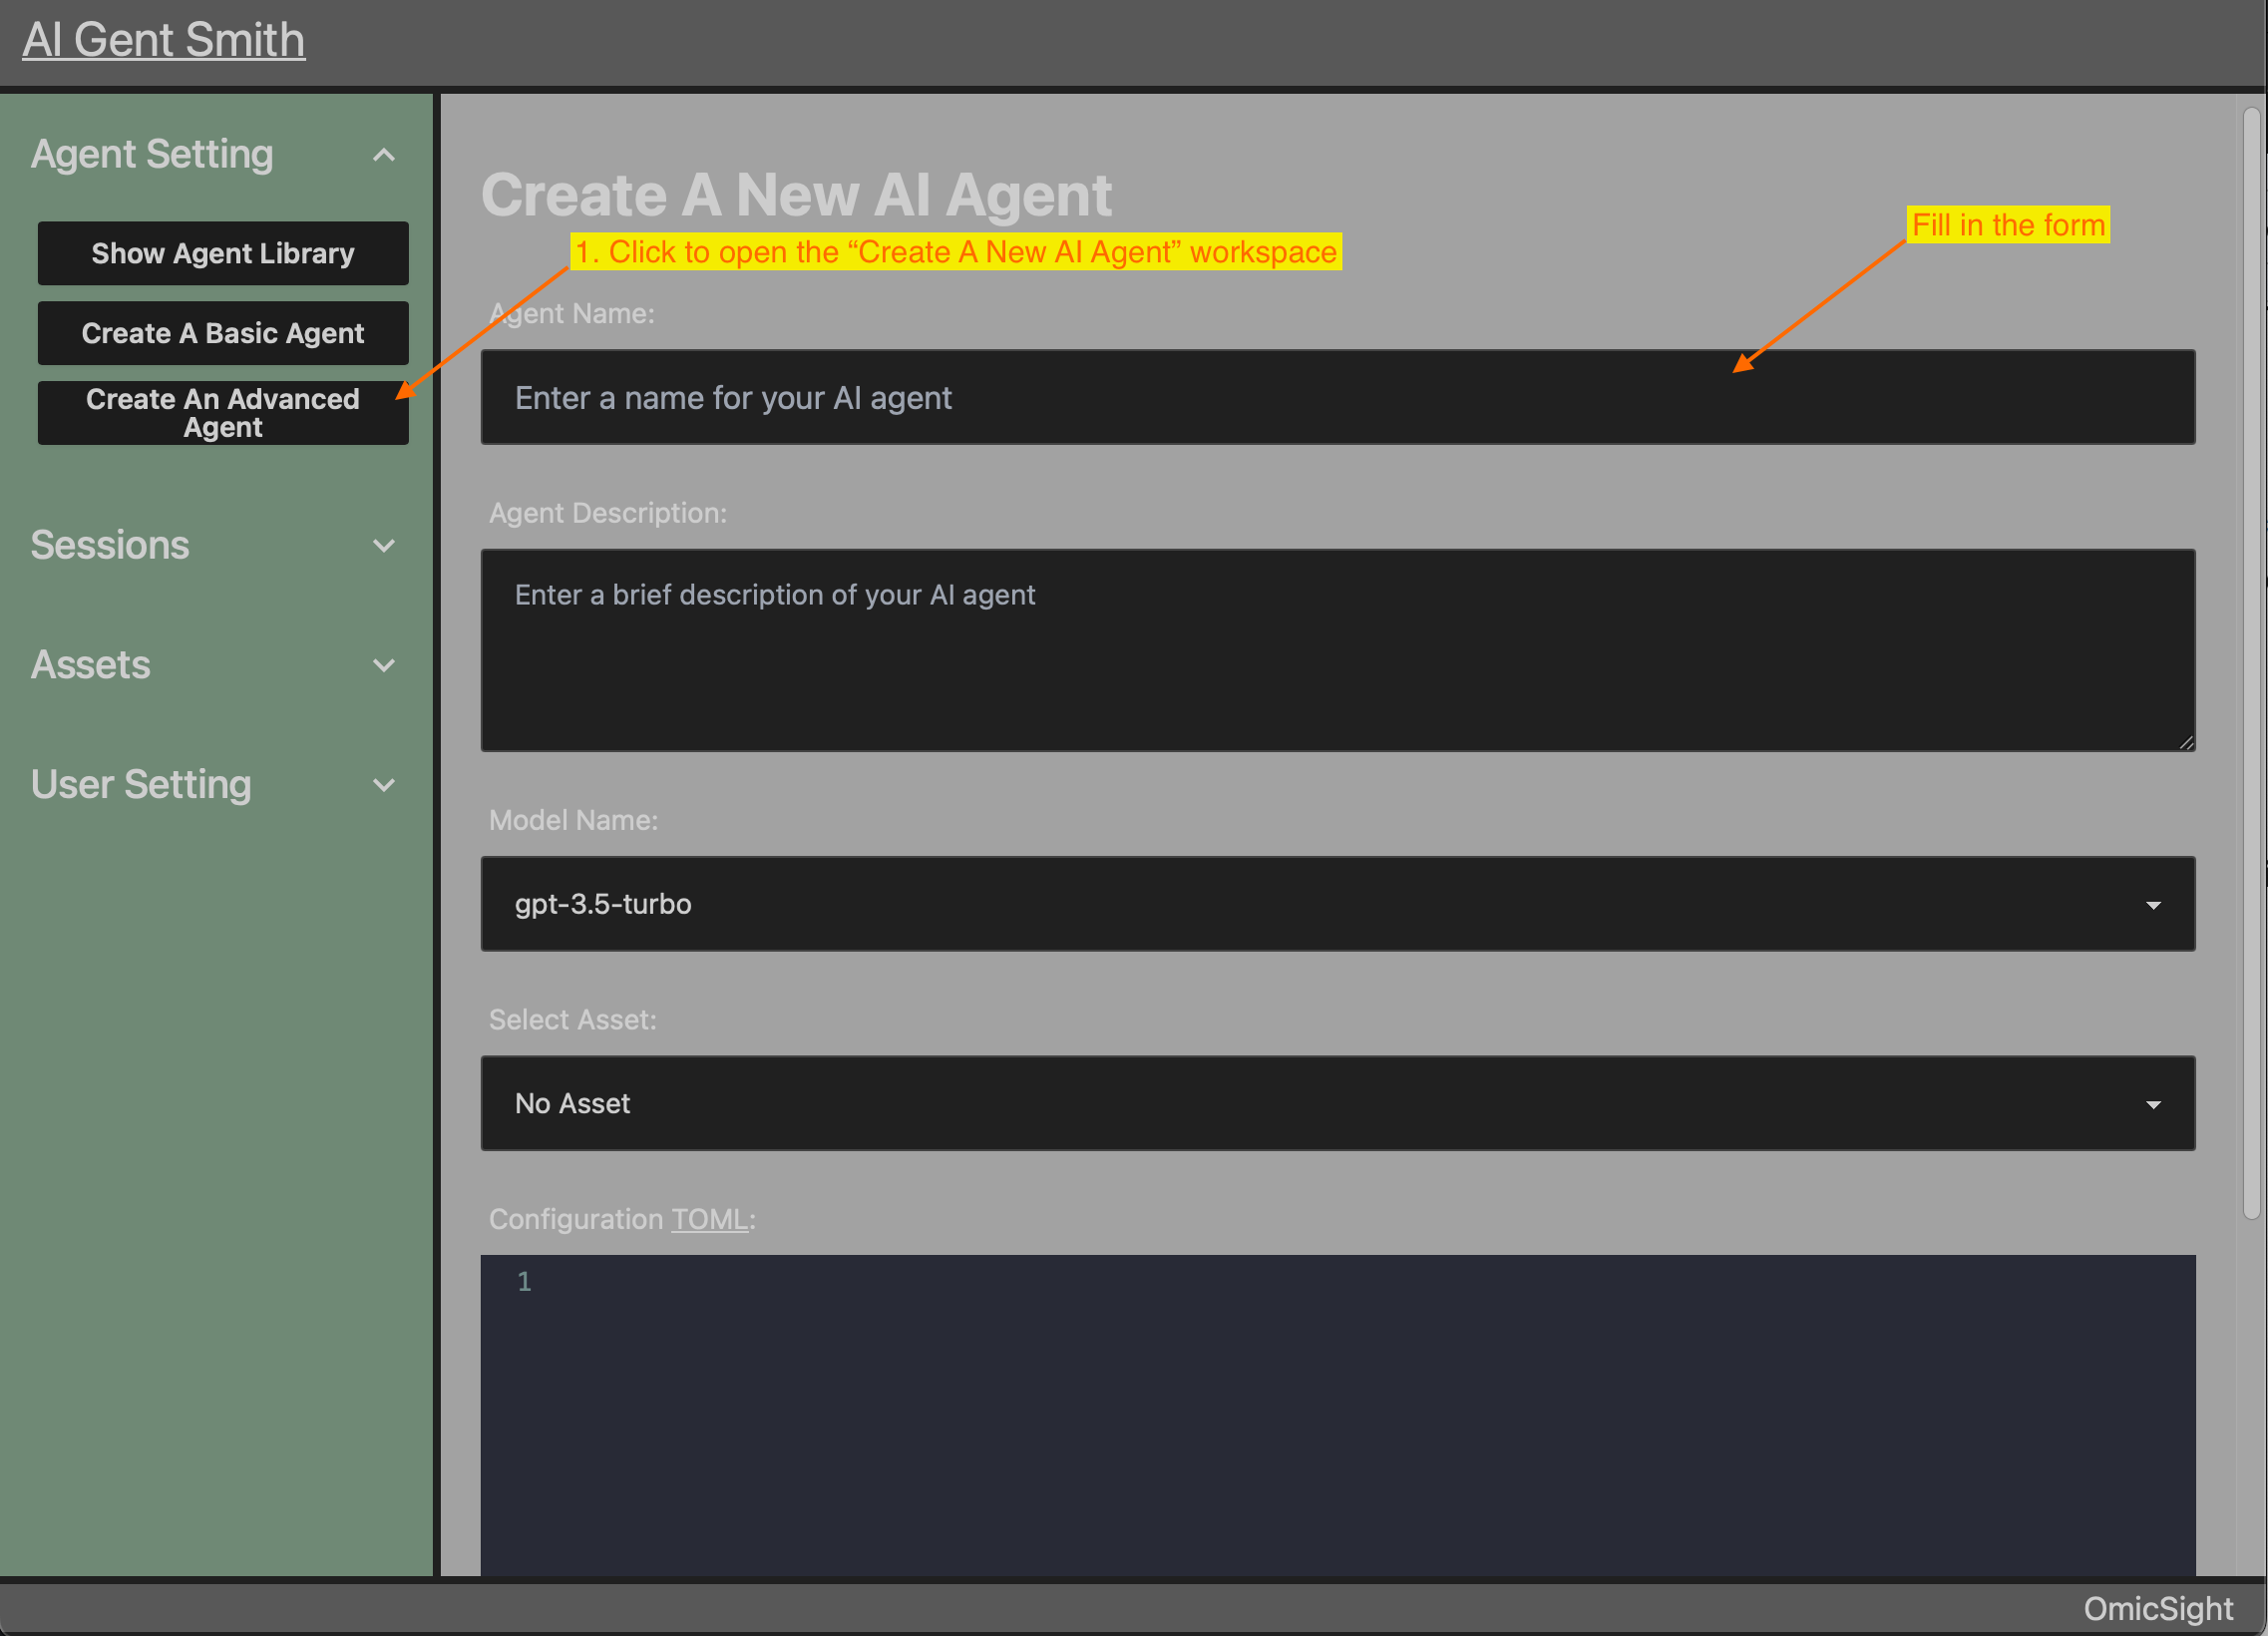 AI Gent Smith
Agent Setting
Show Agent Library
Create A Basic Agent
Create An Advanced
Agent
Sessions
Assets
User Setting
Create A New AI Agent
1. Click to open the “Create A New AI Agent” workspace
Fill in the form
Agent Name:
Enter a name for your AI agent
Agent Description:
Enter a brief description of your AI agent
Model Name:
gpt-3.5-turbo
Select Asset:
No Asset
Configuration TOML:
1
OmicSight